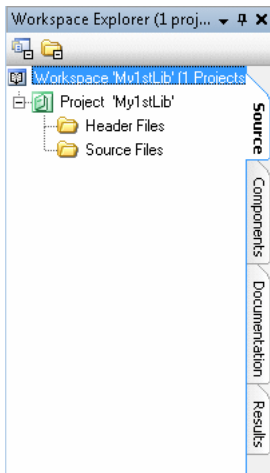 Workspace Explorer (1 proj...
Workspace 'My1stLib' (1 Projects
Project 'My1stLib'
Header Files
Source Files
Source
Components
Documentation
Results